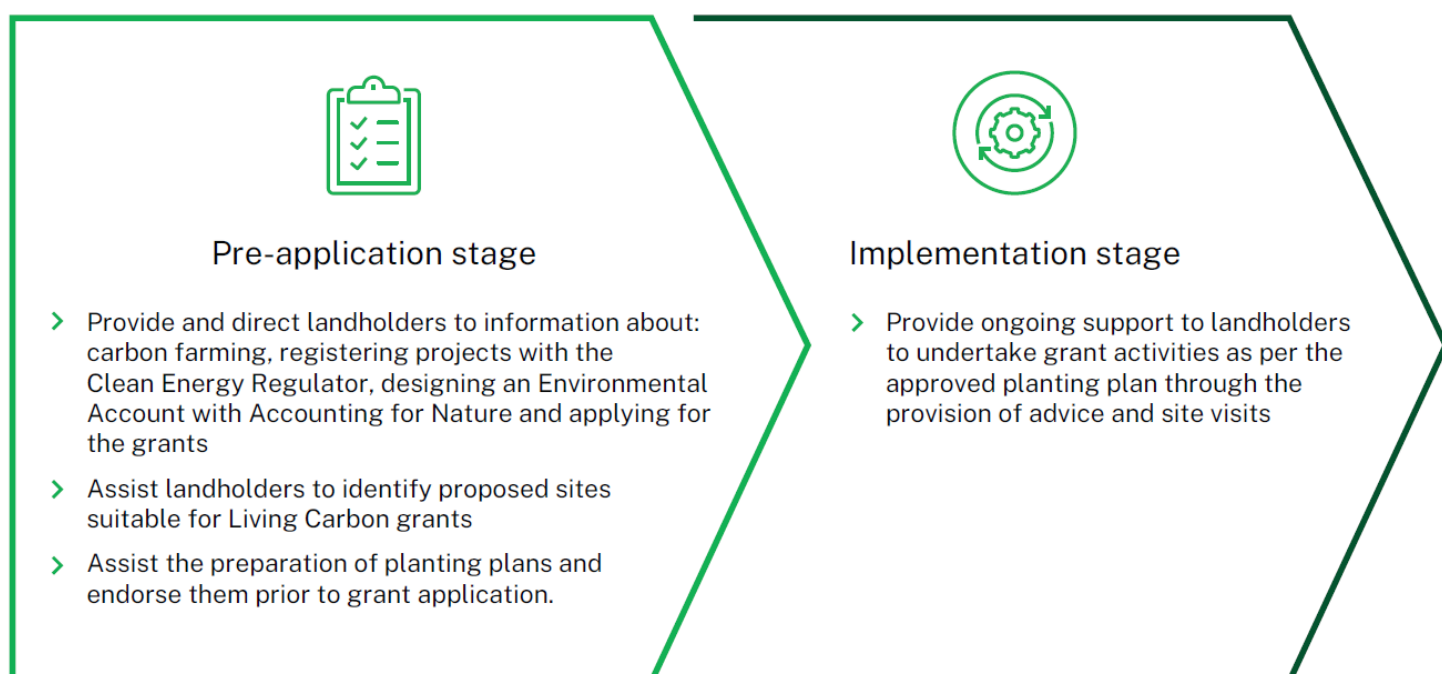 Pre-application stage
Provide and direct landholders to information about:
carbon farming, registering projects with the
Clean Energy Regulator, designing an Environmental
Account with Accounting for Nature and applying for
the grants
Assist landholders to identify proposed sites
suitable for Living Carbon grants
Assist the preparation of planting plans and
endorse them prior to grant application.
Implementation stage
Provide ongoing support to landholders
to undertake grant activities as per the
approved planting plan through the
provision of advice and site visits